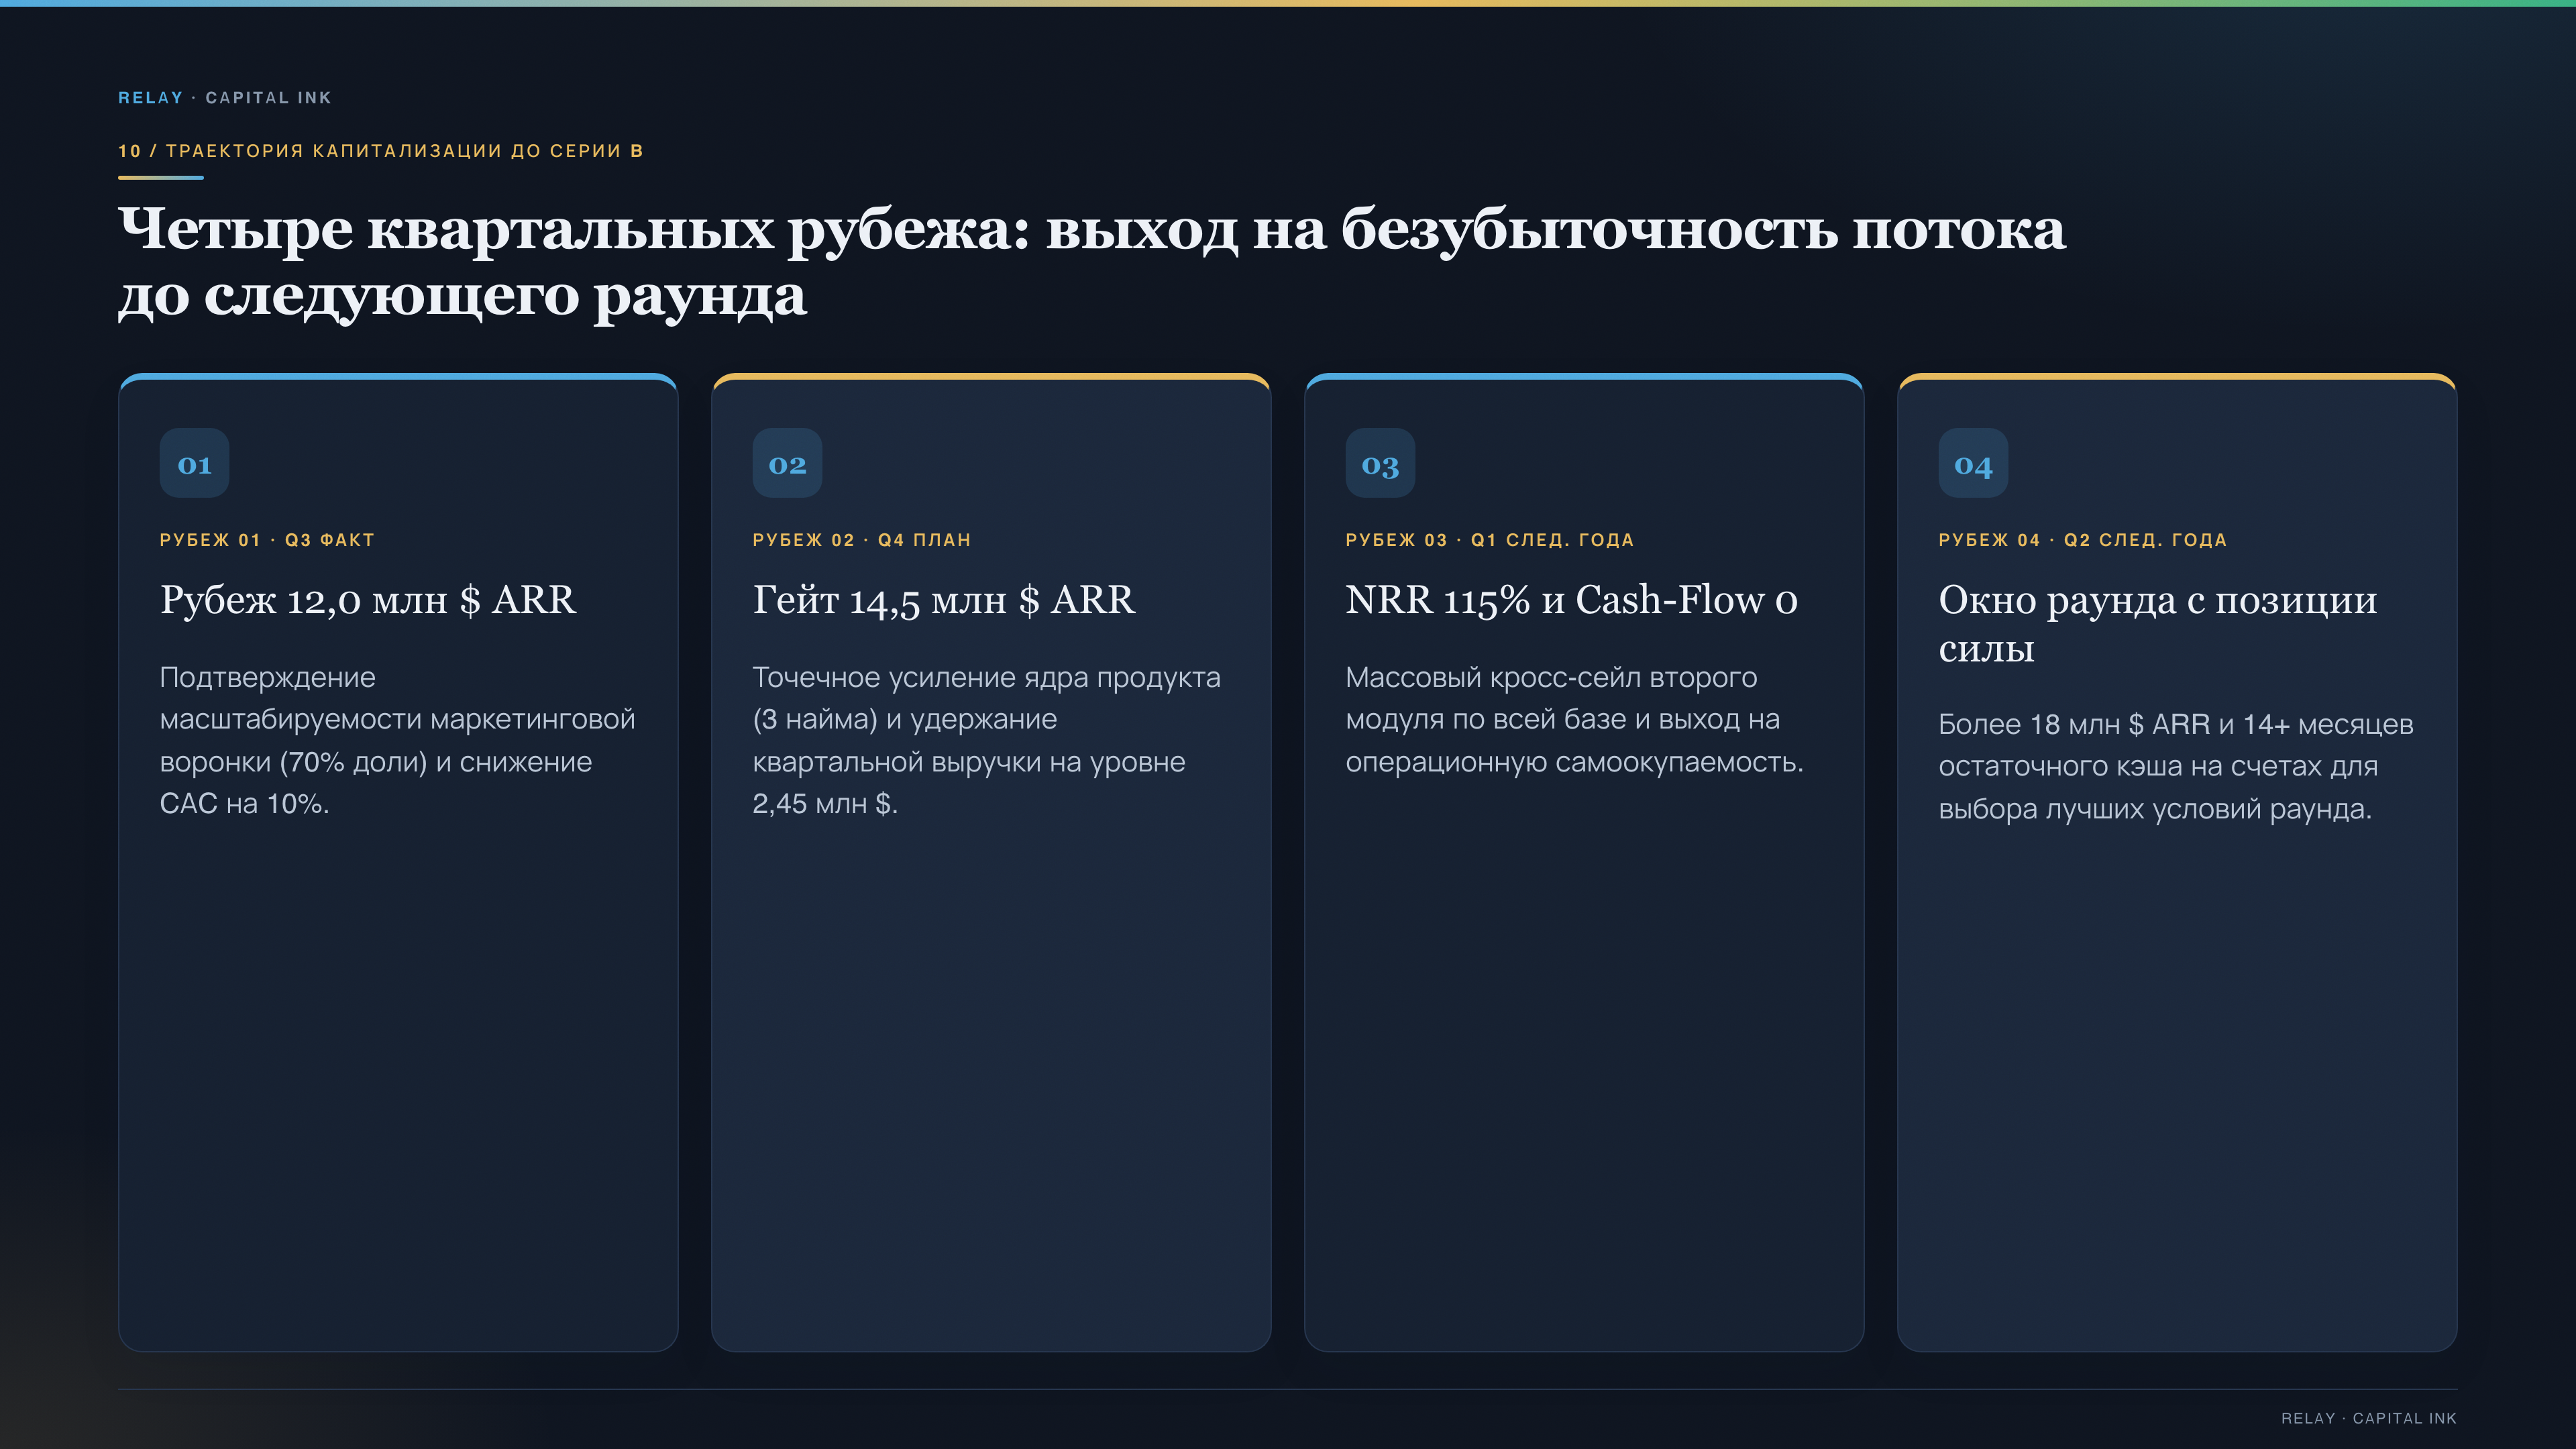 RELAY · CAPITAL INK
10 / ТРАЕКТОРИЯ КАПИТАЛИЗАЦИИ ДО СЕРИИ B
Четыре квартальных рубежа: выход на безубыточность потока
до следующего раунда
01
РУБЕЖ 01 · Q3 ФАКТ
Рубеж 12,0 млн $ ARR
Подтверждение
масштабируемости маркетинговой
воронки (70% доли) и снижение
CAC на 10%.
02
РУБЕЖ 02 · Q4 ПЛАН
Гейт 14,5 млн $ ARR
Точечное усиление ядра продукта
(3 найма) и удержание
квартальной выручки на уровне
2,45 млн $.
03
РУБЕЖ 03 · Q1 СЛЕД. ГОДА
NRR 115% и Cash-Flow 0
Массовый кросс-сейл второго
модуля по всей базе и выход на
операционную самоокупаемость.
04
РУБЕЖ 04 · Q2 СЛЕД. ГОДА
Окно раунда с позиции
силы
Более 18 млн $ ARR и 14+ месяцев
остаточного кэша на счетах для
выбора лучших условий раунда.
RELAY · CAPITAL INK